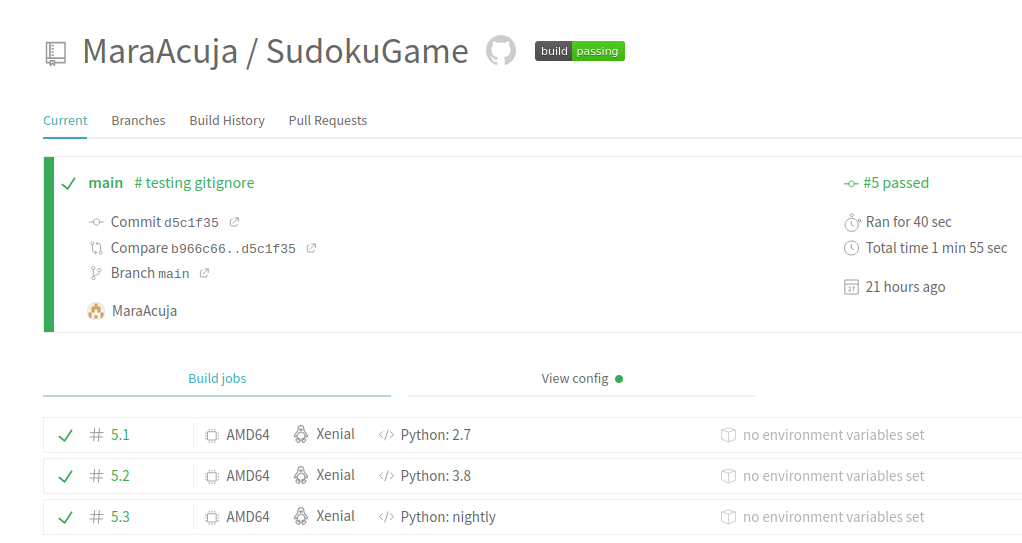 MaraAcuja / SudokuGame build passing
Current Branches Build History Pull Requests
main # testing gitignore #5 passed
Commit d5c1f35 Ran for 40 sec
Compare b966c66..d5c1f35 Total time 1 min 55 sec
Branch main
21 hours ago
MaraAcuja
Build jobs View config
# 5.1 AMD64 Xenial </> Python: 2.7 no environment variables set
# 5.2 AMD64 Xenial </> Python: 3.8 no environment variables set
# 5.3 AMD64 Xenial </> Python: nightly no environment variables set